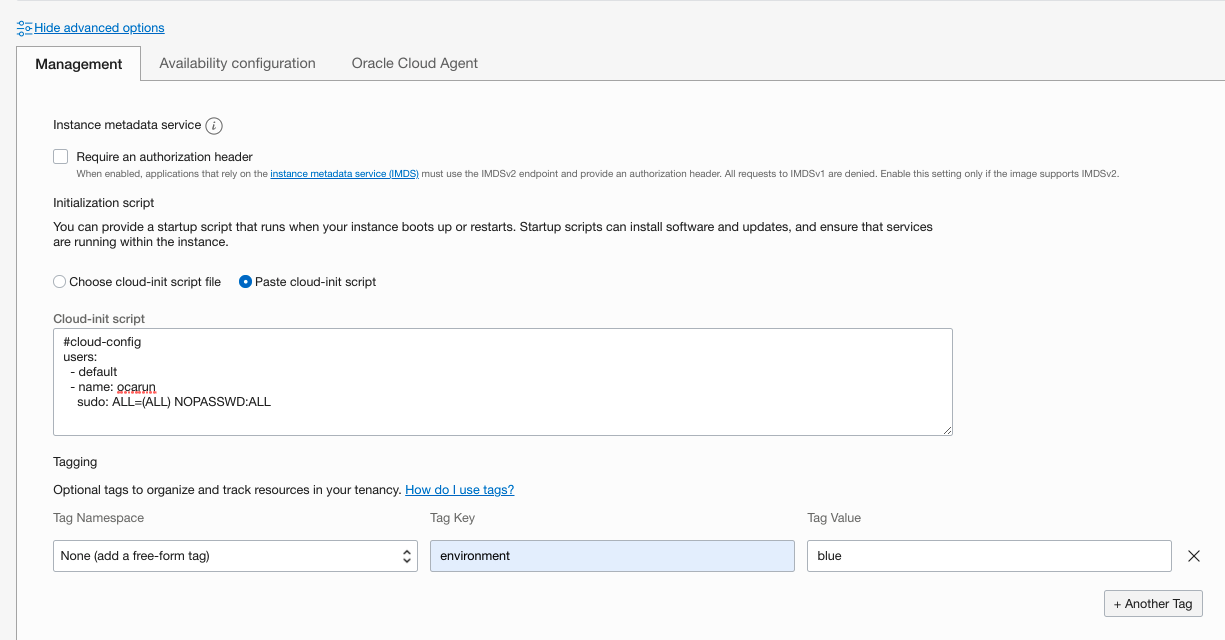 Hide advanced options
Management Availability configuration Oracle Cloud Agent
Instance metadata service i
Require an authorization header
When enabled, applications that rely on the instance metadata service (IMDS) must use the IMDSv2 endpoint and provide an authorization header. All requests to IMDSv1 are denied. Enable this setting only if the image supports IMDSv2.
Initialization script
You can provide a startup script that runs when your instance boots up or restarts. Startup scripts can install software and updates, and ensure that services
are running within the instance.
Choose cloud-init script file Paste cloud-init script
Cloud-init script
#cloud-config
users:
  - default
  - name: ocarun
    sudo: ALL=(ALL) NOPASSWD:ALL
Tagging
Optional tags to organize and track resources in your tenancy. How do I use tags?
Tag Namespace Tag Key Tag Value
None (add a free-form tag) environment blue
+ Another Tag